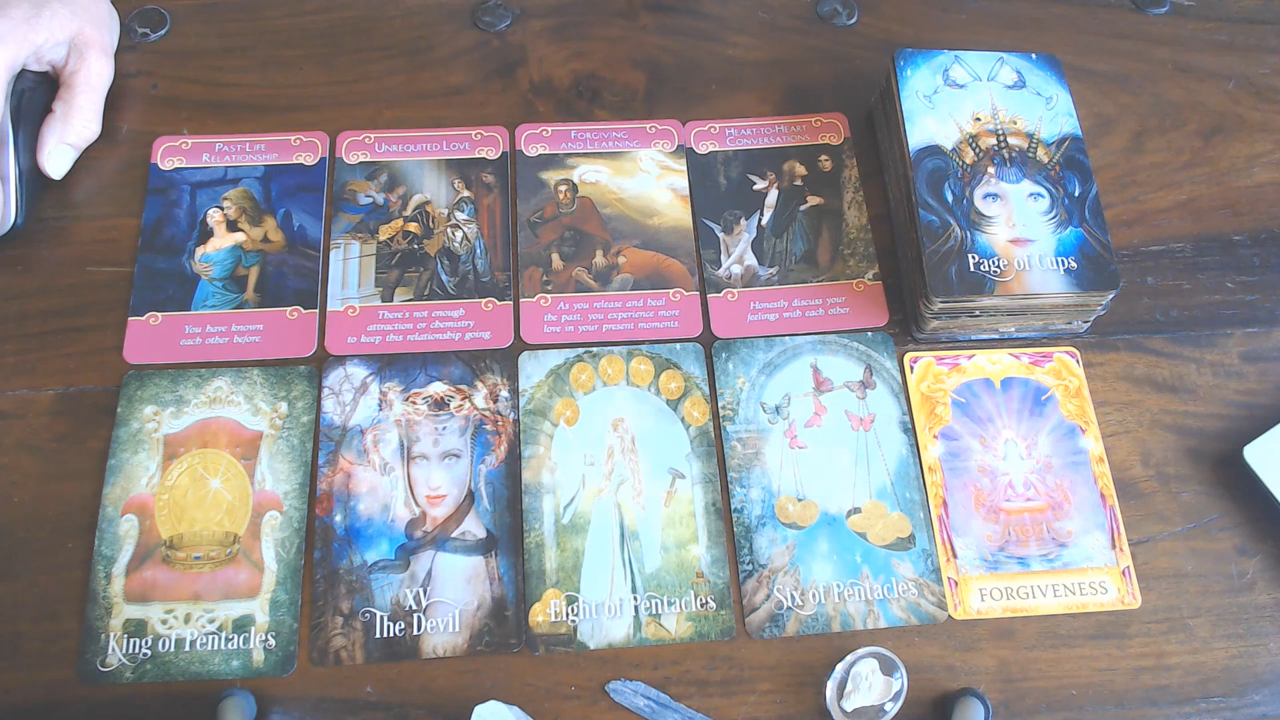 PAST-LIFE
RELATIONSHIP
You have known
each other before.
UNREQUITED LOVE
There's not enough
attraction or chemistry
to keep this relationship going.
FORGIVING
AND LEARNING
As you release and heal
the past, you experience more
love in your present moments.
HEART-TO-HEART
CONVERSATIONS
Honestly discuss your
feelings with each other.
Page of Cups
King of Pentacles
XV
The Devil
Eight of Pentacles
Six of Pentacles
FORGIVENESS